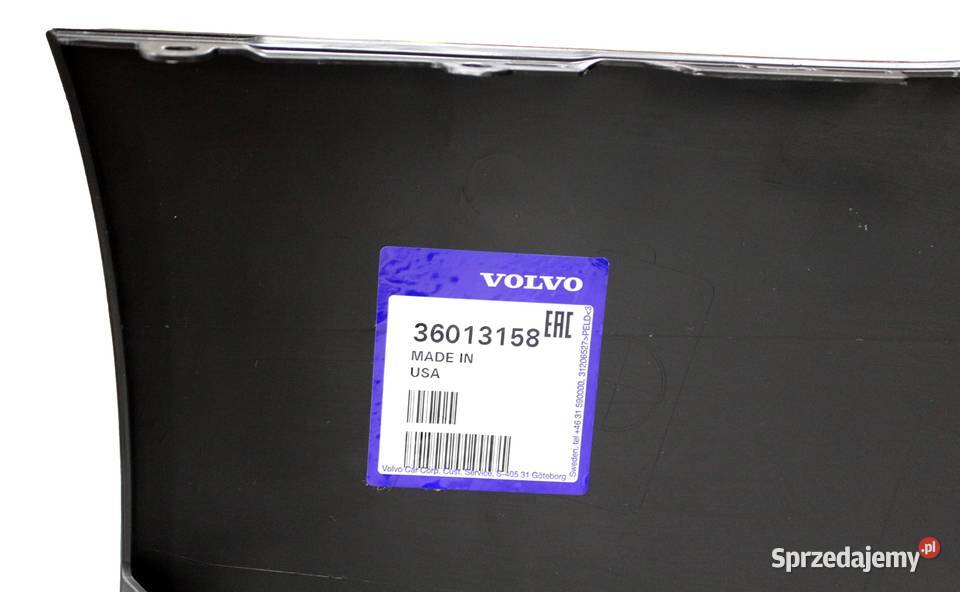 VOLVO
36013158 EAC
MADE IN
USA
Volvo Car Corp. Cust. Service, S-405 31 Göteborg
Sweden, tel +46 31 590000, 31206527>PELD<3
Sprzedajemy.pl